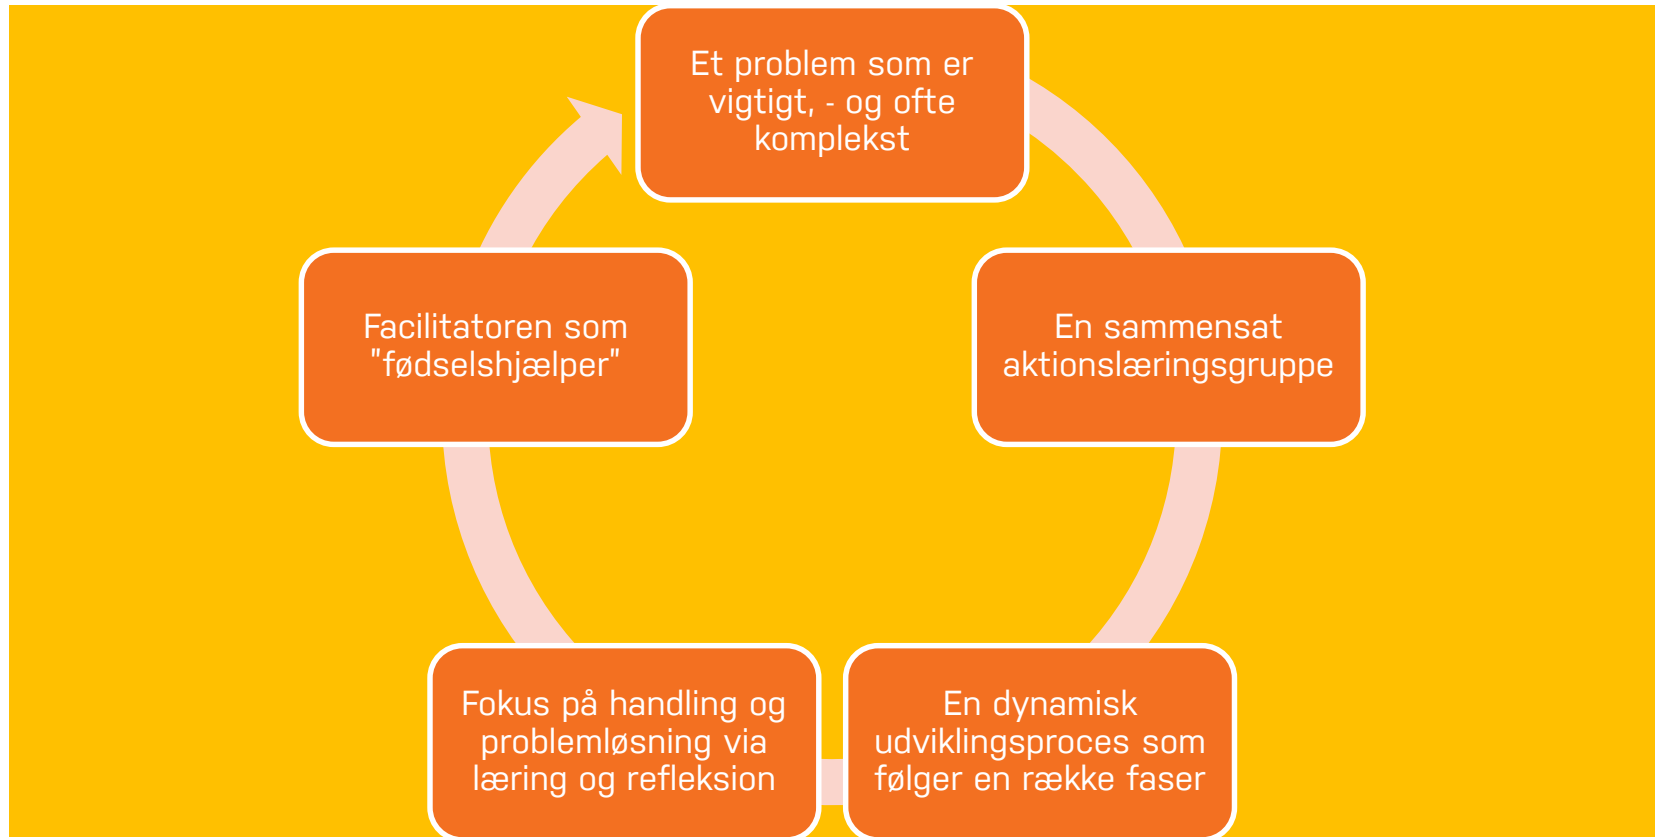 Et problem som er
vigtigt, - og ofte
komplekst
En sammensat
aktionslæringsgruppe
En dynamisk
udviklingsproces som
følger en række faser
Fokus på handling og
problemløsning via
læring og refleksion
Facilitatoren som
"fødselshjælper"